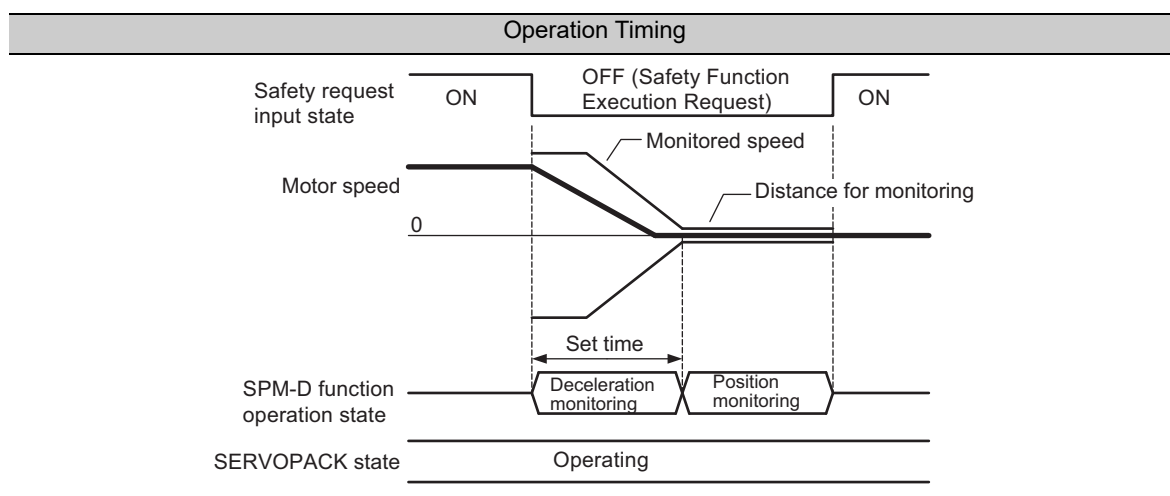 Operation Timing
Safety request
input state
ON
OFF (Safety Function
Execution Request)
ON
Monitored speed
Motor speed
Distance for monitoring
0
Set time
SPM-D function
operation state
Deceleration
monitoring
Position
monitoring
SERVOPACK state
Operating